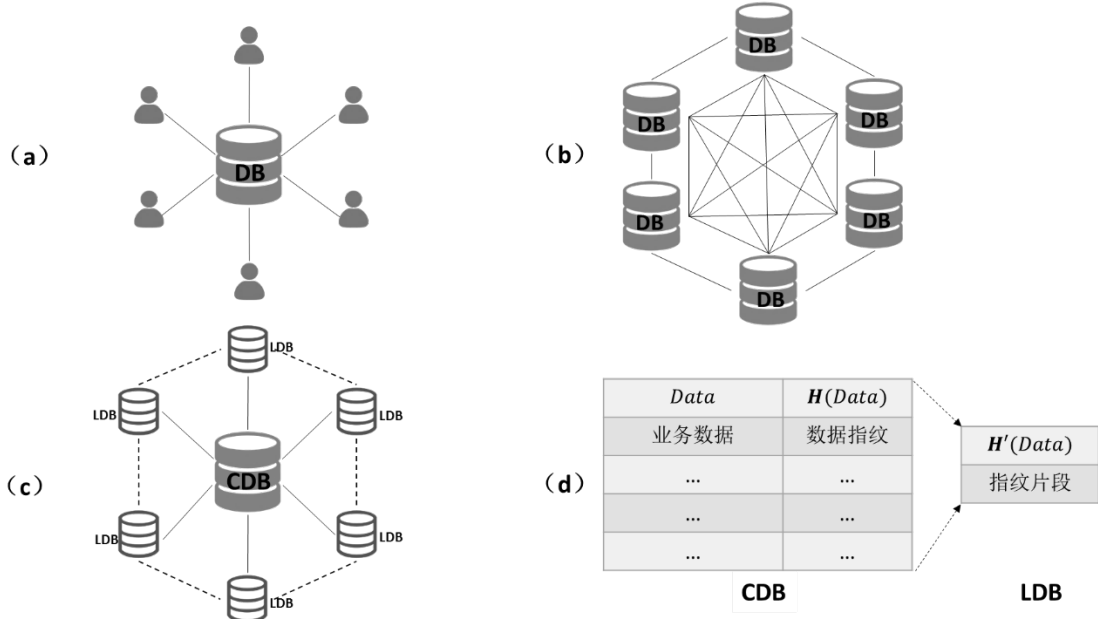 （a）
DB
（b）
DB
DB
DB
DB
DB
DB
（c）
LDB
LDB
LDB
CDB
LDB
LDB
LDB
（d）
Data H(Data)
业务数据 数据指纹
... ...
... ...
... ...
CDB
H′(Data)
指纹片段
LDB